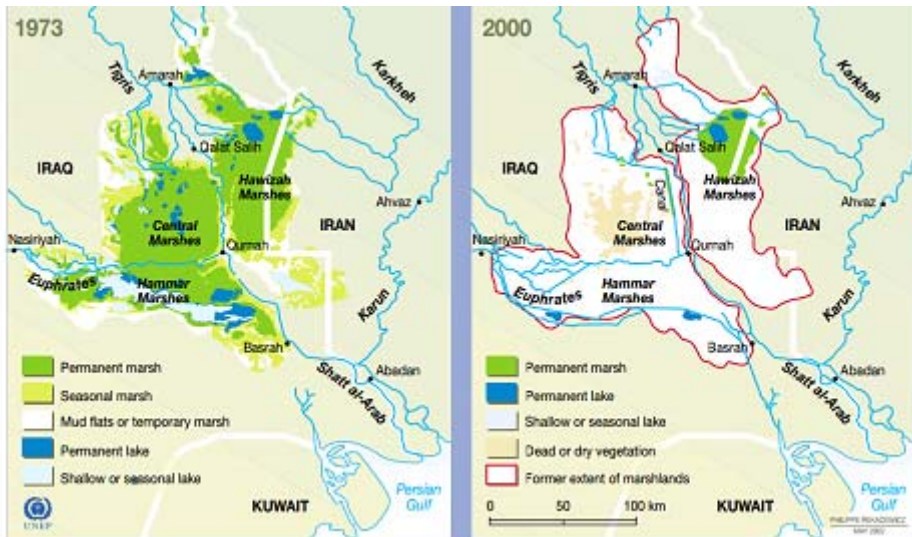 1973
Tigris
Amarah
Karkheh
Qalat Salih
IRAQ
Hawizah
Marshes
Ahvaz
Central
Marshes
IRAN
Nasiriyah
Qurnah
Euphrates
Hammar
Marshes
Karun
Basrah
Abadan
Shatt al-Arab
Permanent marsh
Seasonal marsh
Mud flats or temporary marsh
Permanent lake
Shallow or seasonal lake
UNEP
KUWAIT
Persian
Gulf
2000
Tigris
Amarah
Karkheh
Qalat Salih
IRAQ
Canal
Hawizah
Marshes
Ahvaz
Central
Marshes
IRAN
Nasiriyah
Qurnah
Euphrates
Hammar
Marshes
Karun
Basrah
Abadan
Shatt al-Arab
Permanent marsh
Permanent lake
Shallow or seasonal lake
Dead or dry vegetation
Former extent of marshlands
0 50 100 km
KUWAIT
Persian
Gulf
PHILIPPE REKACEWICZ
MAY 2002